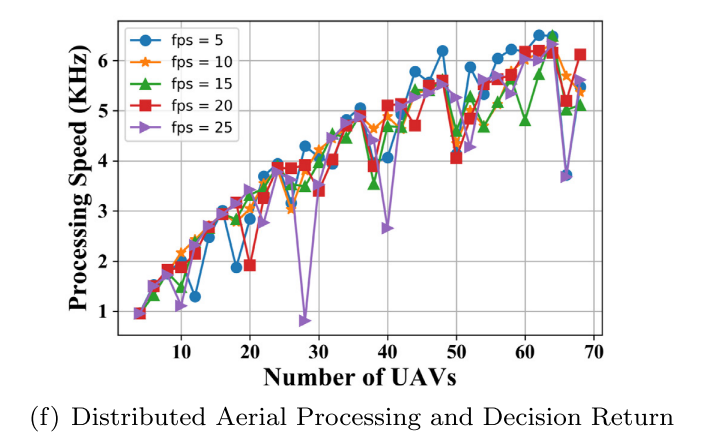 fps = 5
fps = 10
fps = 15
fps = 20
fps = 25
Processing Speed (KHz)
6
5
4
3
2
1
10 20 30 40 50 60 70
Number of UAVs
(f) Distributed Aerial Processing and Decision Return